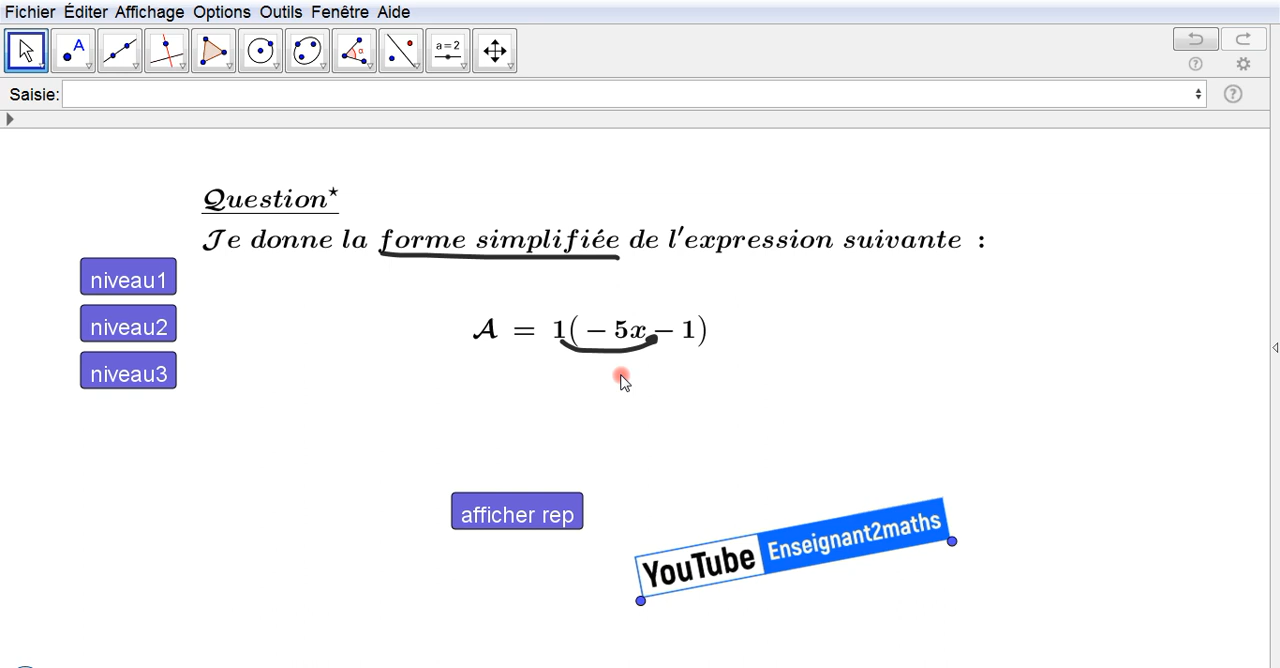 Fichier Éditer Affichage Options Outils Fenêtre Aide
A a=2
Saisie:
Question*
Je donne la forme simplifiée de l'expression suivante :
niveau1
niveau2
niveau3
A = 1(−5x−1)
afficher rep
YouTube Enseignant2maths